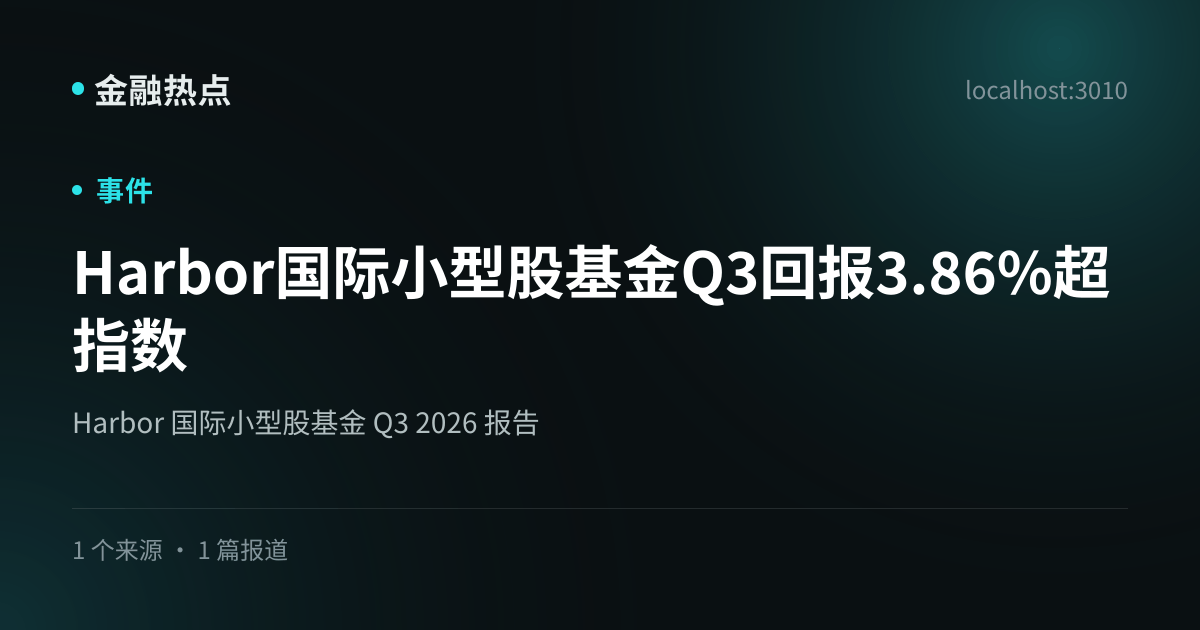 金融热点
localhost:3010
事件
Harbor国际小型股基金Q3回报3.86%超
指数
Harbor 国际小型股基金 Q3 2026 报告
1 个来源 · 1 篇报道